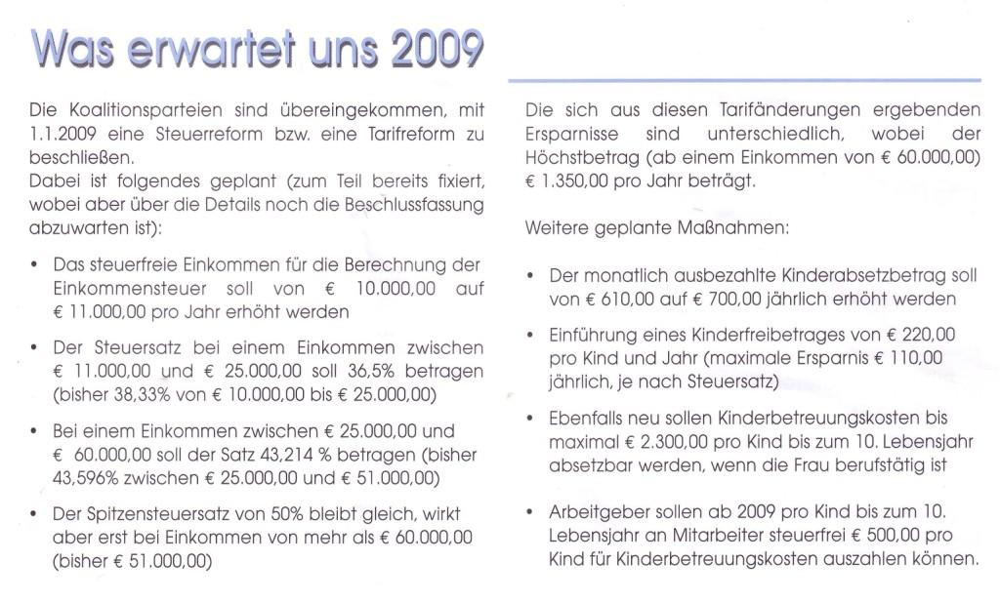 Was erwartet uns 2009
Die Koalitionsparteien sind übereingekommen, mit
1.1.2009 eine Steuerreform bzw. eine Tarifreform zu
beschließen.
Dabei ist folgendes geplant (zum Teil bereits fixiert,
wobei aber über die Details noch die Beschlussfassung
abzuwarten ist):
• Das steuerfreie Einkommen für die Berechnung der
Einkommensteuer soll von € 10.000,00 auf
€ 11.000,00 pro Jahr erhöht werden
• Der Steuersatz bei einem Einkommen zwischen
€ 11.000,00 und € 25.000,00 soll 36,5% betragen
(bisher 38,33% von € 10.000,00 bis € 25.000,00)
• Bei einem Einkommen zwischen € 25.000,00 und
€ 60.000,00 soll der Satz 43,214 % betragen (bisher
43,596% zwischen € 25.000,00 und € 51.000,00)
• Der Spitzensteuersatz von 50% bleibt gleich, wirkt
aber erst bei Einkommen von mehr als € 60.000,00
(bisher € 51.000,00)
Die sich aus diesen Tarifänderungen ergebenden
Ersparnisse sind unterschiedlich, wobei der
Höchstbetrag (ab einem Einkommen von € 60.000,00)
€ 1.350,00 pro Jahr beträgt.
Weitere geplante Maßnahmen:
• Der monatlich ausbezahlte Kinderabsetzbetrag soll
von € 610,00 auf € 700,00 jährlich erhöht werden
• Einführung eines Kinderfreibetrages von € 220,00
pro Kind und Jahr (maximale Ersparnis € 110,00
jährlich, je nach Steuersatz)
• Ebenfalls neu sollen Kinderbetreuungskosten bis
maximal € 2.300,00 pro Kind bis zum 10. Lebensjahr
absetzbar werden, wenn die Frau berufstätig ist
• Arbeitgeber sollen ab 2009 pro Kind bis zum 10.
Lebensjahr an Mitarbeiter steuerfrei € 500,00 pro
Kind für Kinderbetreuungskosten auszahlen können.